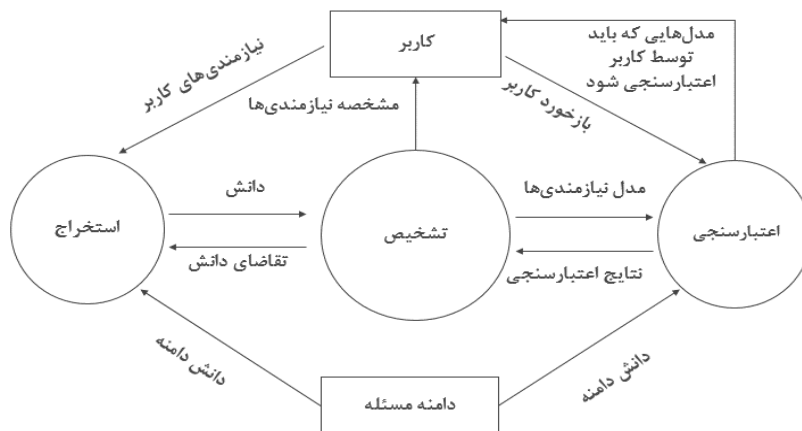 کاربر
مدل‌هایی که باید
توسط کاربر
اعتبارسنجی شود
نیازمندی‌های کاربر
مشخصه نیازمندی‌ها
بازخورد کاربر
استخراج
دانش
تقاضای دانش
تشخیص
مدل نیازمندی‌ها
نتایج اعتبارسنجی
اعتبارسنجی
دانش دامنه
دامنه مسئله
دانش دامنه